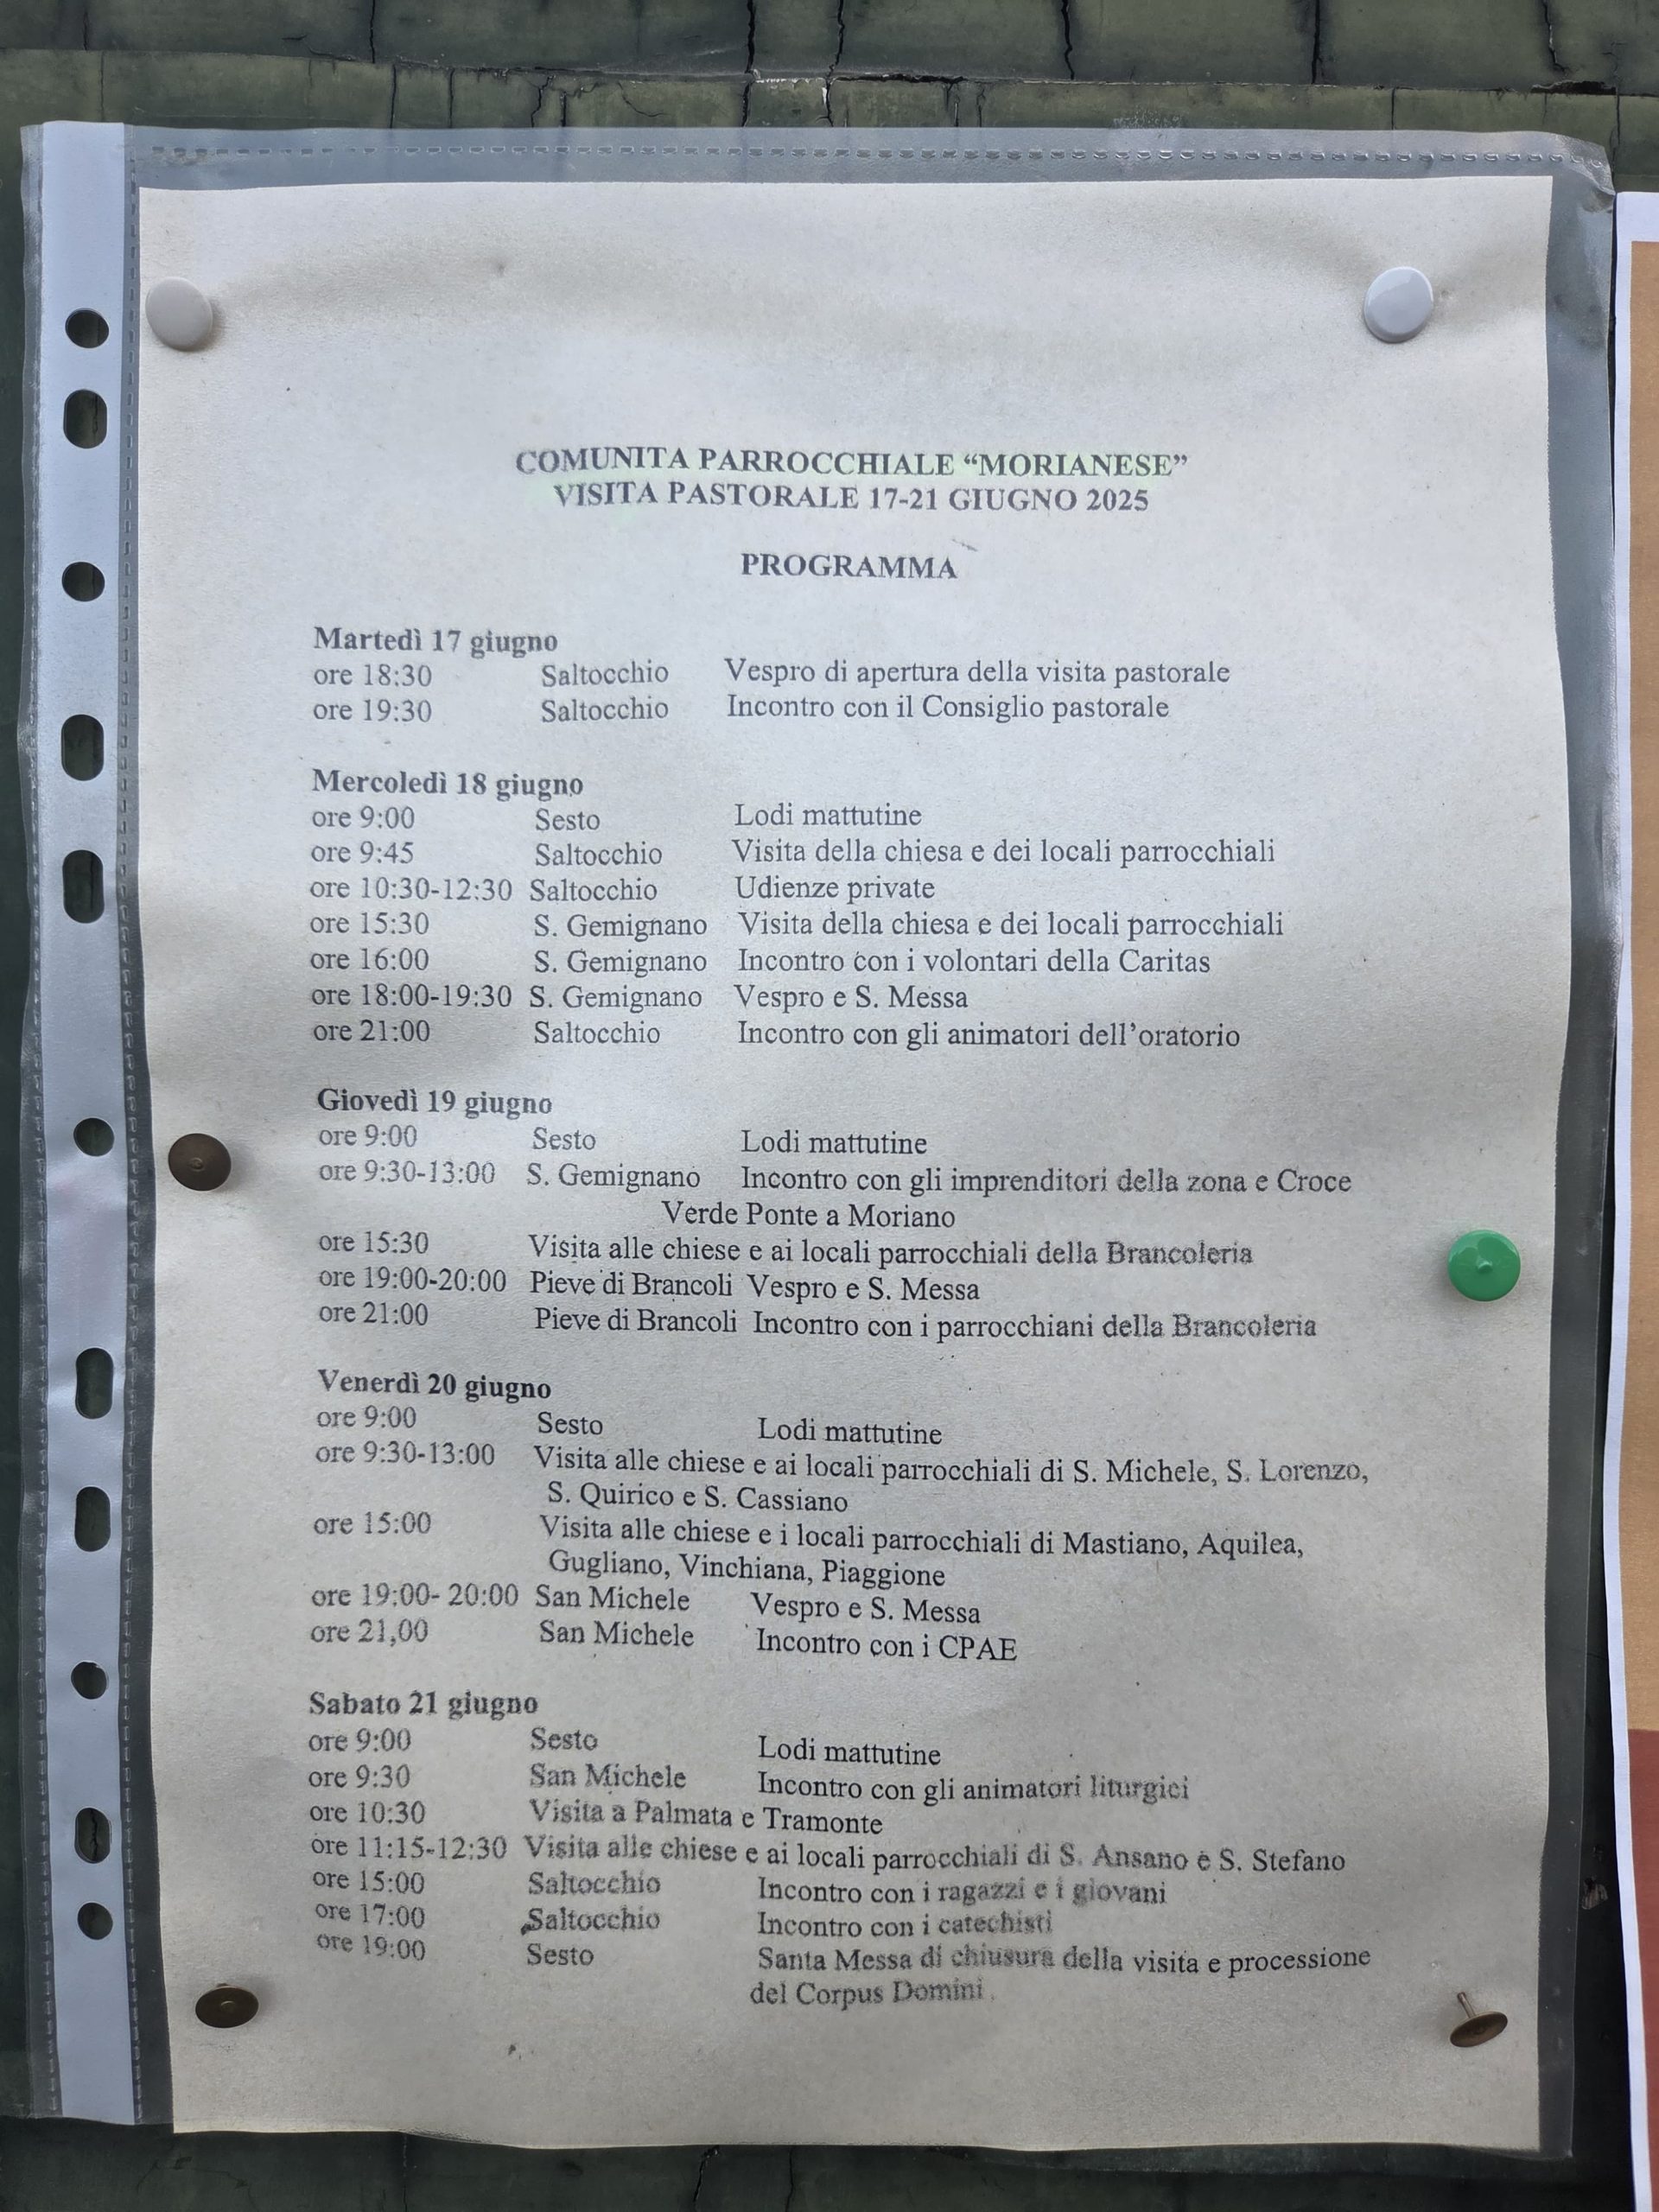 COMUNITA PARROCCHIALE “MORIANESE”
VISITA PASTORALE 17-21 GIUGNO 2025
PROGRAMMA
Martedì 17 giugno
ore 18:30 Saltocchio Vespro di apertura della visita pastorale
ore 19:30 Saltocchio Incontro con il Consiglio pastorale
Mercoledì 18 giugno
ore 9:00 Sesto Lodi mattutine
ore 9:45 Saltocchio Visita della chiesa e dei locali parrocchiali
ore 10:30-12:30 Saltocchio Udienze private
ore 15:30 S. Gemignano Visita della chiesa e dei locali parrocchiali
ore 16:00 S. Gemignano Incontro con i volontari della Caritas
ore 18:00-19:30 S. Gemignano Vespro e S. Messa
ore 21:00 Saltocchio Incontro con gli animatori dell’oratorio
Giovedì 19 giugno
ore 9:00 Sesto Lodi mattutine
ore 9:30-13:00 S. Gemignano Incontro con gli imprenditori della zona e Croce
Verde Ponte a Moriano
ore 15:30 Visita alle chiese e ai locali parrocchiali della Brancoleria
ore 19:00-20:00 Pieve di Brancoli Vespro e S. Messa
ore 21:00 Pieve di Brancoli Incontro con i parrocchiani della Brancoleria
Venerdì 20 giugno
ore 9:00 Sesto Lodi mattutine
ore 9:30-13:00 Visita alle chiese e ai locali parrocchiali di S. Michele, S. Lorenzo,
S. Quirico e S. Cassiano
ore 15:00 Visita alle chiese e i locali parrocchiali di Mastiano, Aquilea,
Gugliano, Vinchiana, Piaggione
ore 19:00- 20:00 San Michele Vespro e S. Messa
ore 21,00 San Michele Incontro con i CPAE
Sabato 21 giugno
ore 9:00 Sesto Lodi mattutine
ore 9:30 San Michele Incontro con gli animatori liturgici
ore 10:30 Visita a Palmata e Tramonte
ore 11:15-12:30 Visita alle chiese e ai locali parrocchiali di S. Ansano e S. Stefano
ore 15:00 Saltocchio Incontro con i ragazzi e i giovani
ore 17:00 Saltocchio Incontro con i catechisti
ore 19:00 Sesto Santa Messa di chiusura della visita e processione
del Corpus Domini.